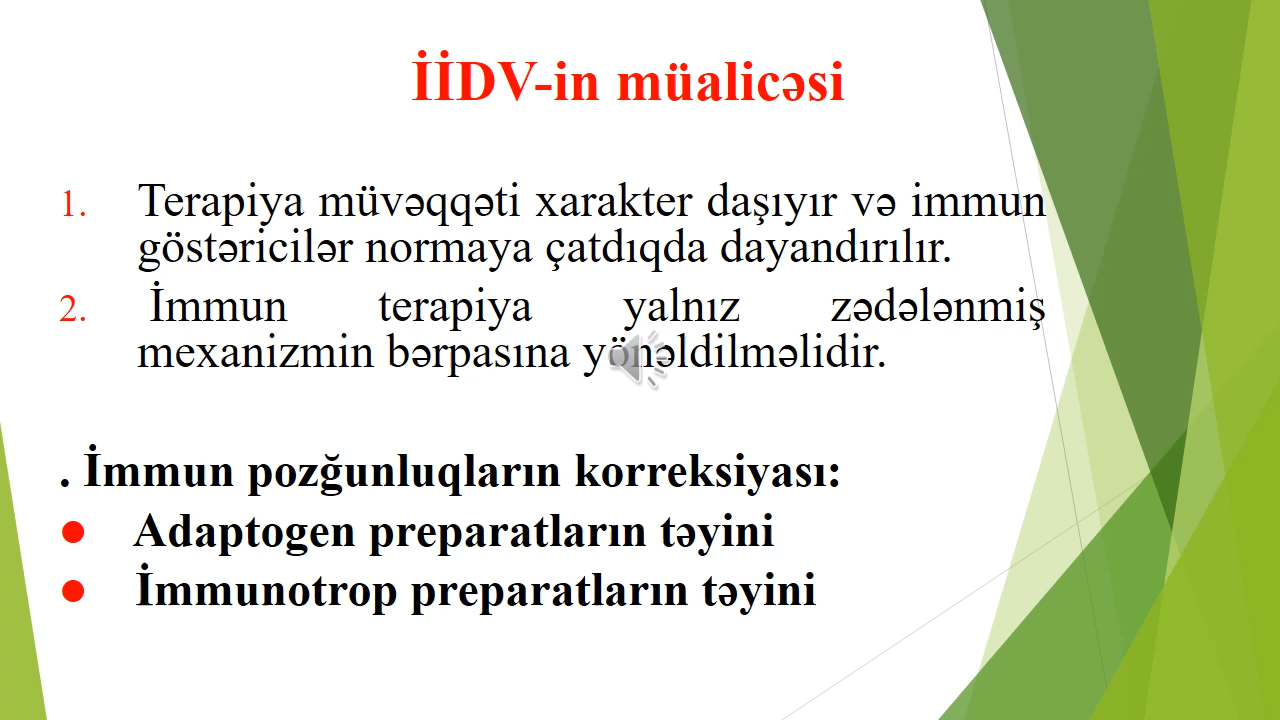 İİDV-in müalicəsi
1. Terapiya müvəqqəti xarakter daşıyır və immun
göstəricilər normaya çatdıqda dayandırılır.
2. İmmun terapiya yalnız zədələnmiş
mexanizmin bərpasına yönəldilməlidir.
. İmmun pozğunluqların korreksiyası:
● Adaptogen preparatların təyini
● İmmunotrop preparatların təyini